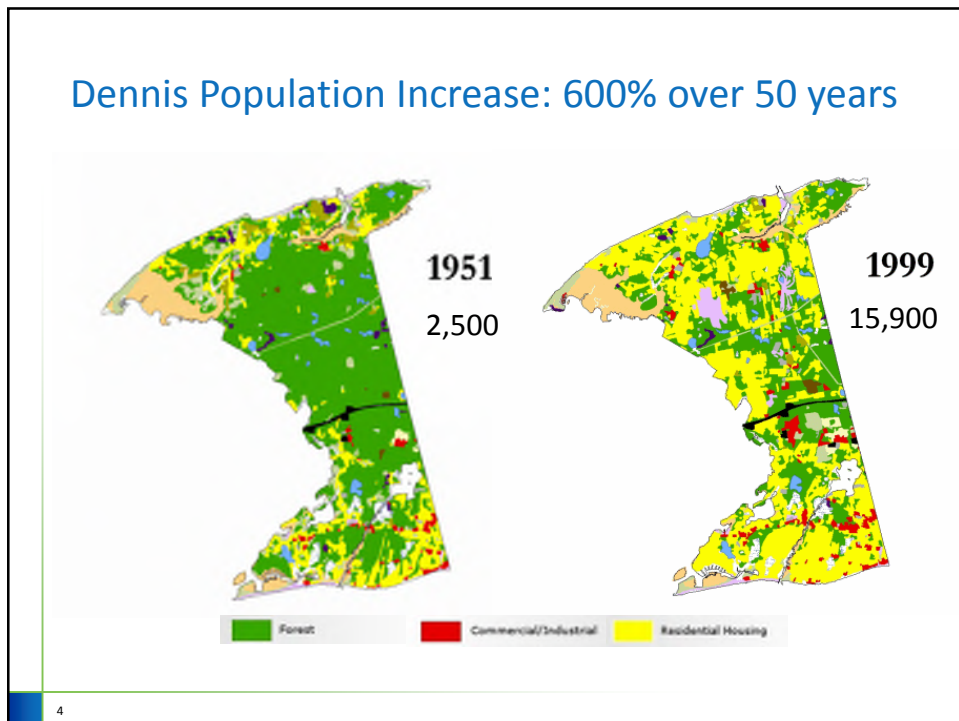 Dennis Population Increase: 600% over 50 years
1951
2,500
1999
15,900
Forest
Commercial/Industrial
Residential Housing
4